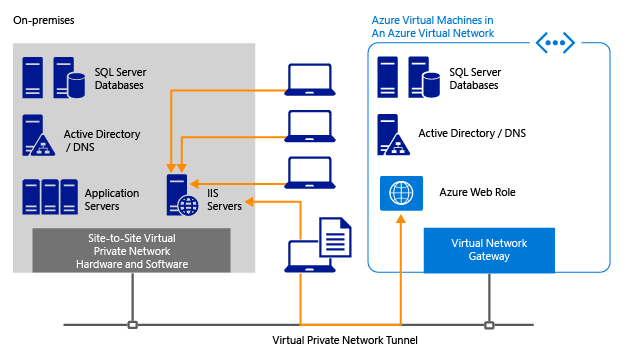 On-premises
SQL Server
Databases
Active Directory
/ DNS
Application
Servers
IIS
Servers
Site-to-Site Virtual
Private Network
Hardware and Software
Azure Virtual Machines in
An Azure Virtual Network
SQL Server
Databases
Active Directory / DNS
Azure Web Role
Virtual Network
Gateway
Virtual Private Network Tunnel